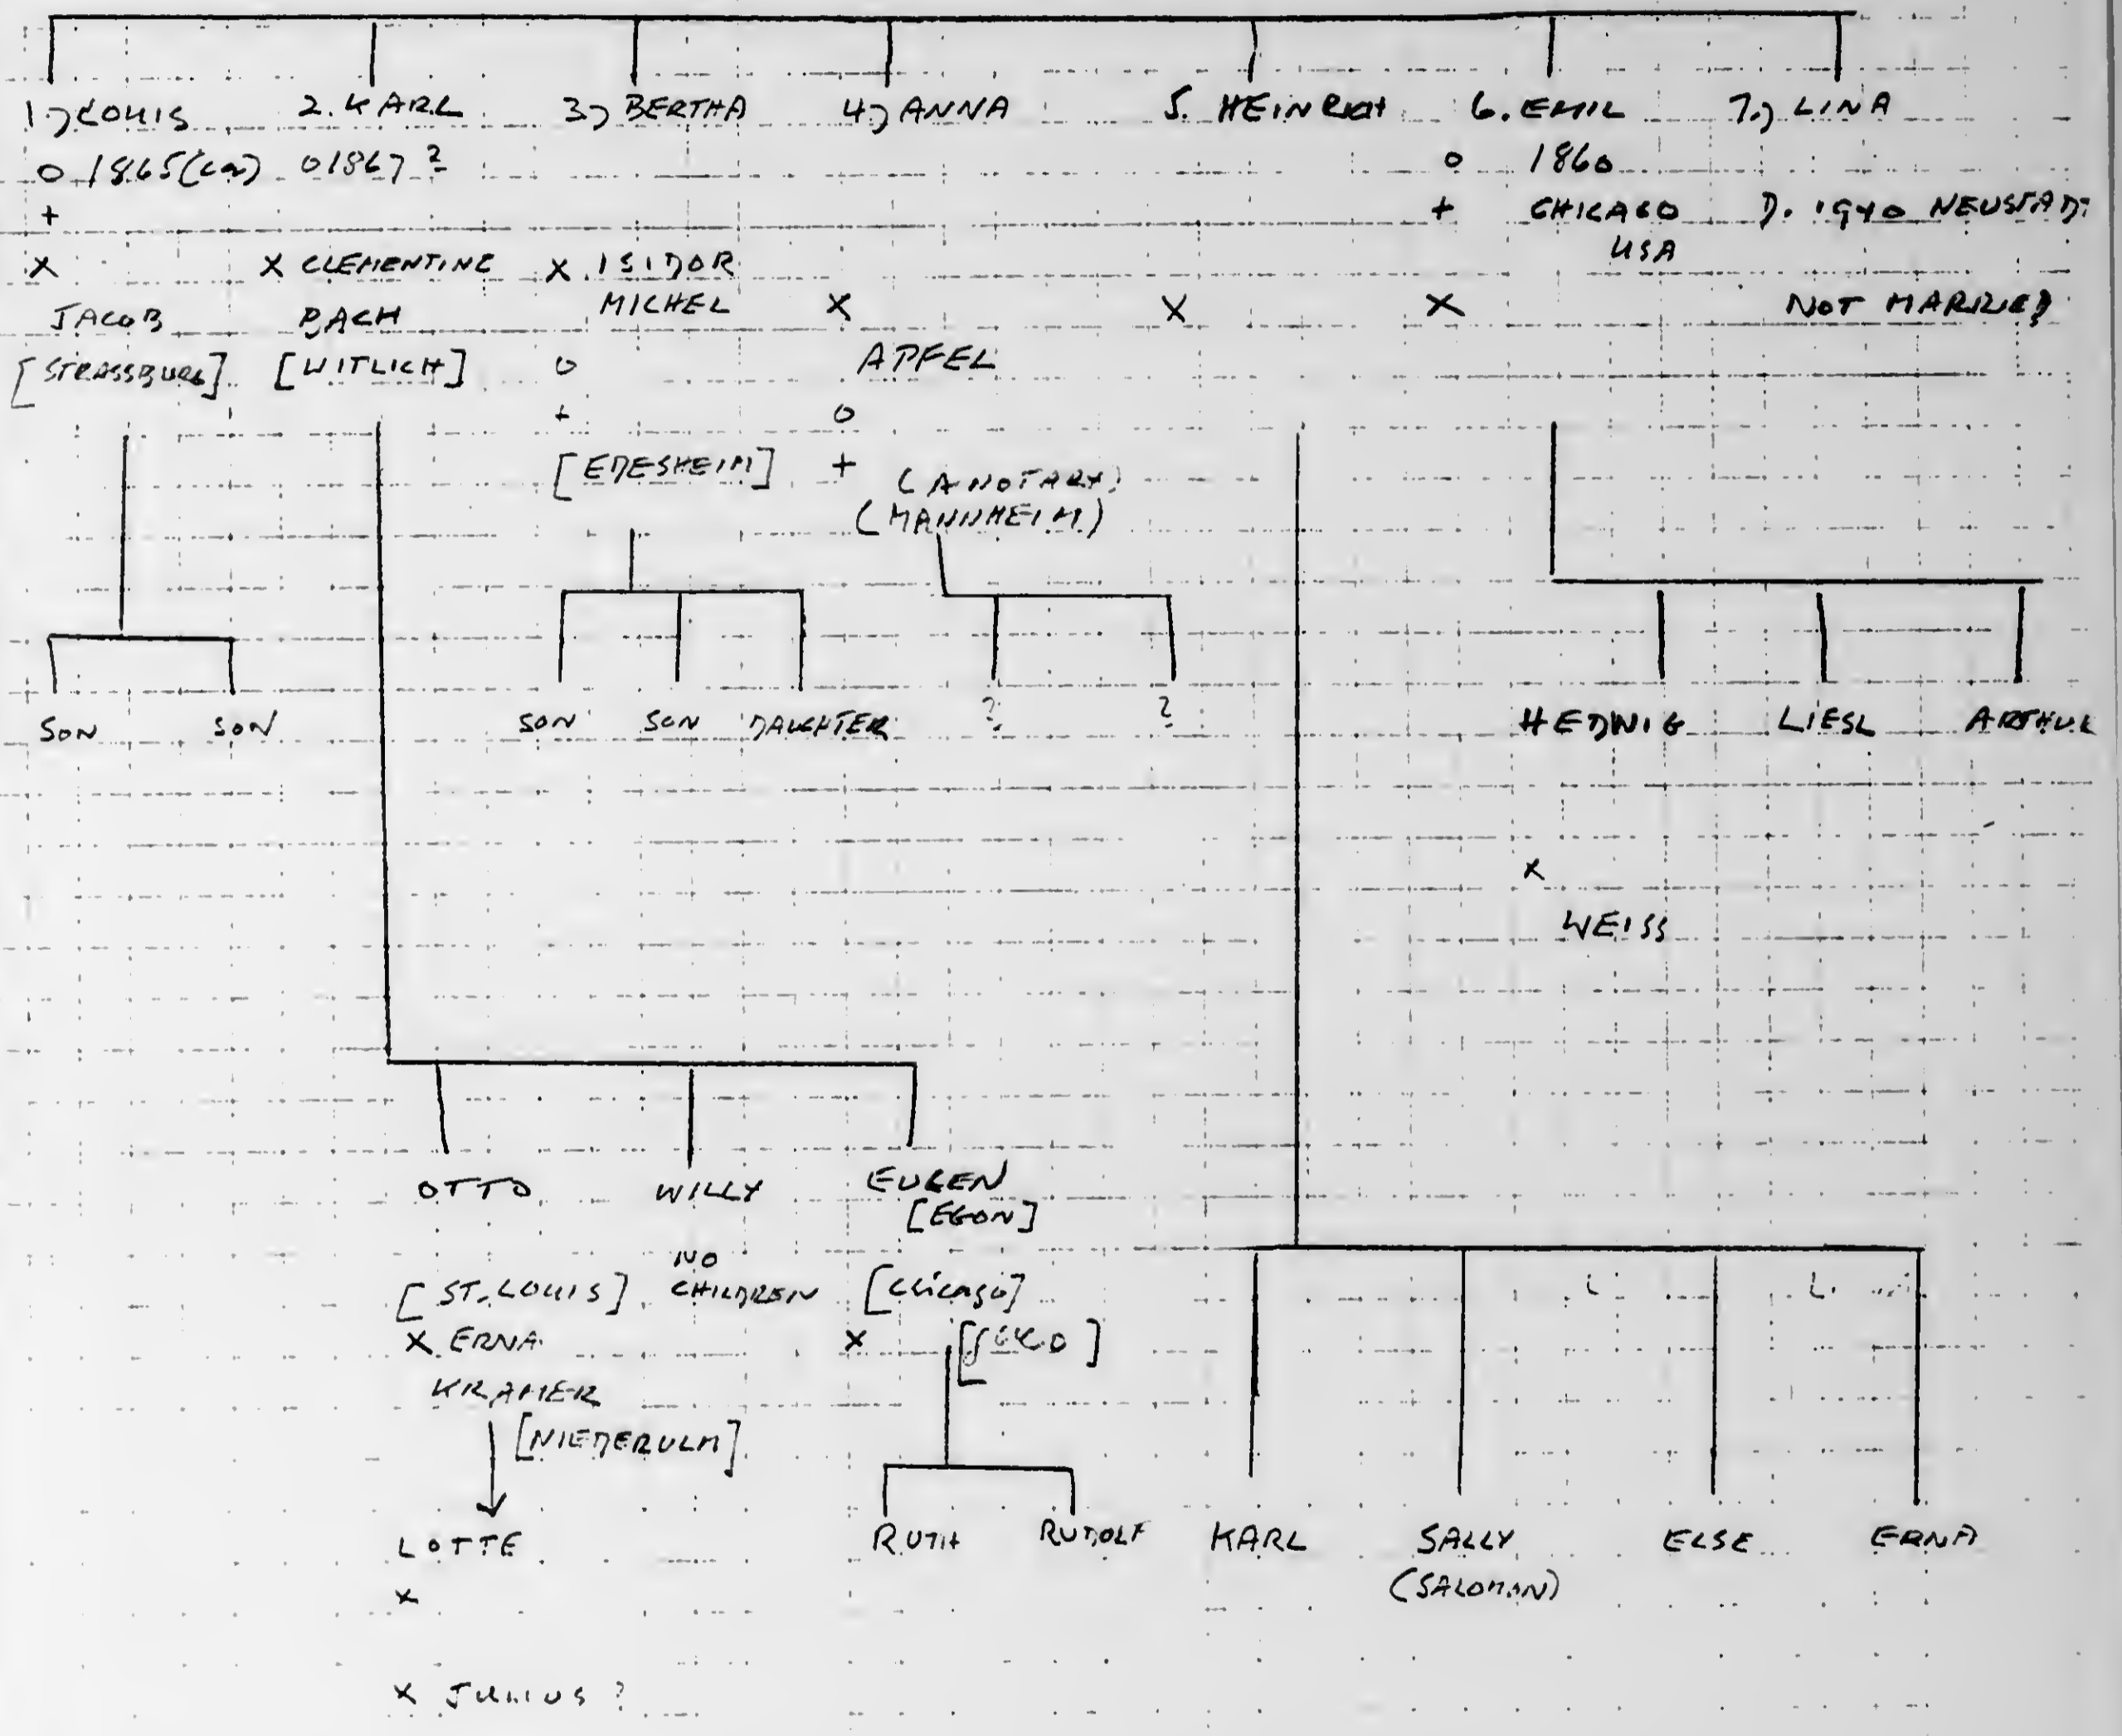 1.) LOUIS 2. KARL 3) BERTHA 4) ANNA 5. HEINRICH 6. EMIL 7.) LINA
o 1865 (ca) o 1867 ? o 1860
+ + CHICAGO D. 1940 NEUSTADT
USA
x x CLEMENTINE x ISIDOR
JACOB BACH MICHEL x x x NOT MARRIED
[STRASSBURG] [WITLICH] o APFEL
+ o
[EDESHEIM] + (A NOTARY)
(MANNHEIM)
SON SON SON SON DAUGHTER ? ? HEDWIG LIESL ARTHUR
x
WEISS
OTTO WILLY EUGEN
[EGON]
NO
[ST. LOUIS] CHILDREN [Chicago]
x ERNA x
KRAMER
[NIEDERULM]
LOTTE RUTH RUDOLF KARL SALLY ELSE ERNA
(SALOMAN)
x
x JULIUS ?